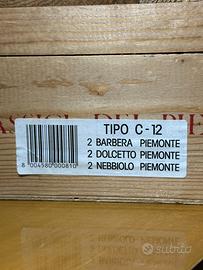 TIPO C-12
2 BARBERA PIEMONTE
2 DOLCETTO PIEMONTE
2 NEBBIOLO PIEMONTE
8 004580 000810
subito